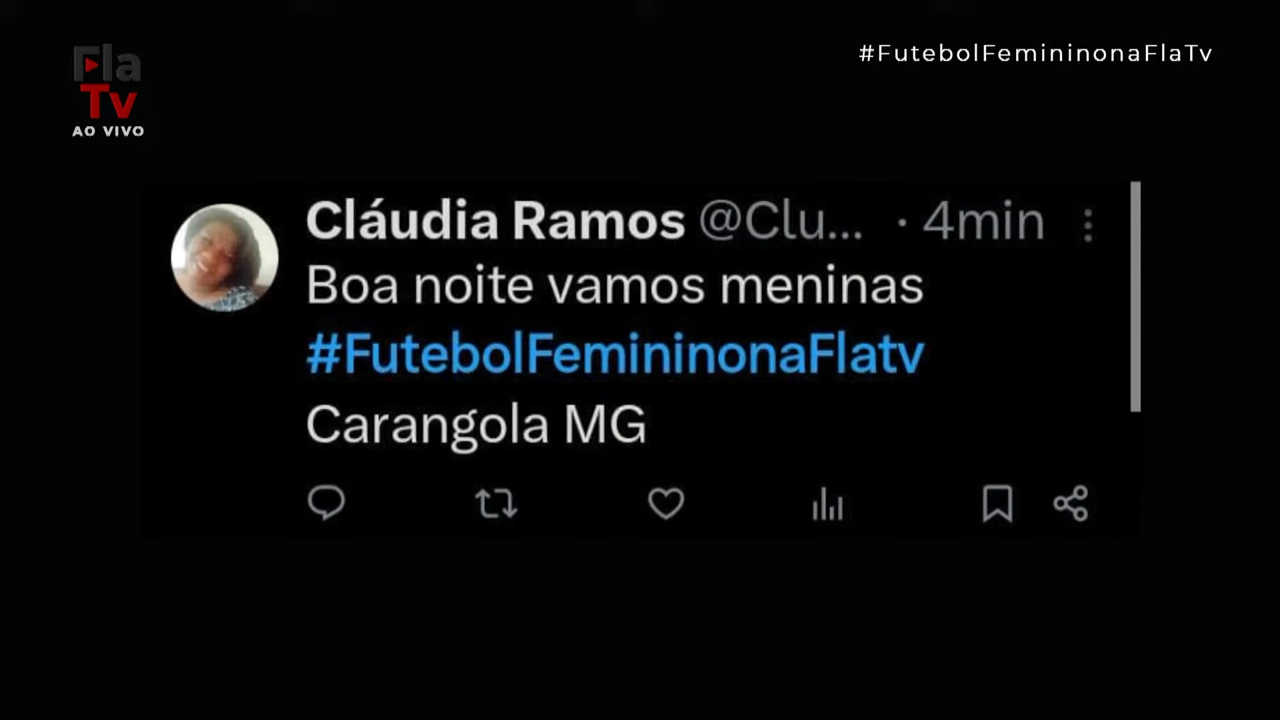 Fla
Tv
AO VIVO
#FutebolFemininonaFlaTv
Cláudia Ramos @Clu... · 4min
Boa noite vamos meninas
#FutebolFemininonaFlatv
Carangola MG